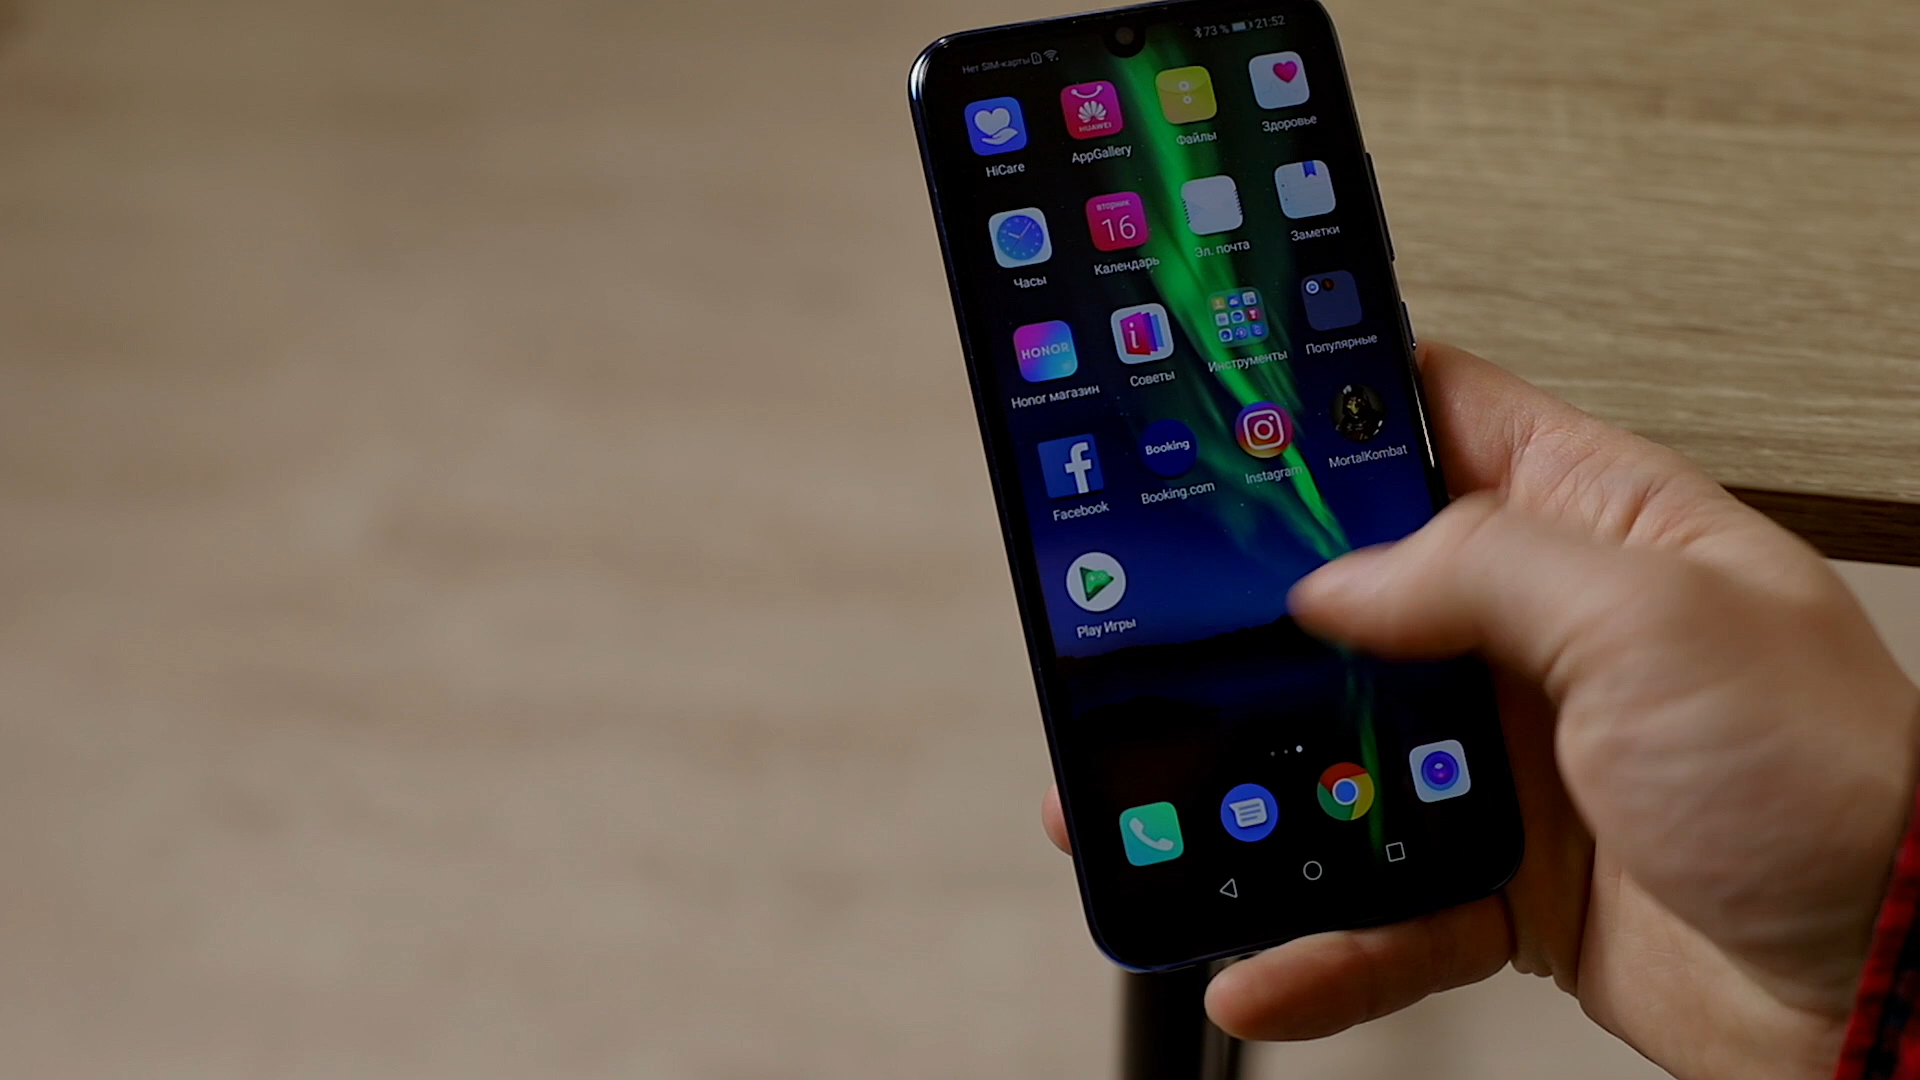 Нет SIM-карты
73 % 21:52
HiCare
HUAWEI
AppGallery
Файлы
Здоровье
Часы
вторник
16
Календарь
Эл. почта
Заметки
HONOR
Honor магазин
i
Советы
Инструменты
Популярные
f
Facebook
Booking
Booking.com
Instagram
MortalKombat
Play Игры